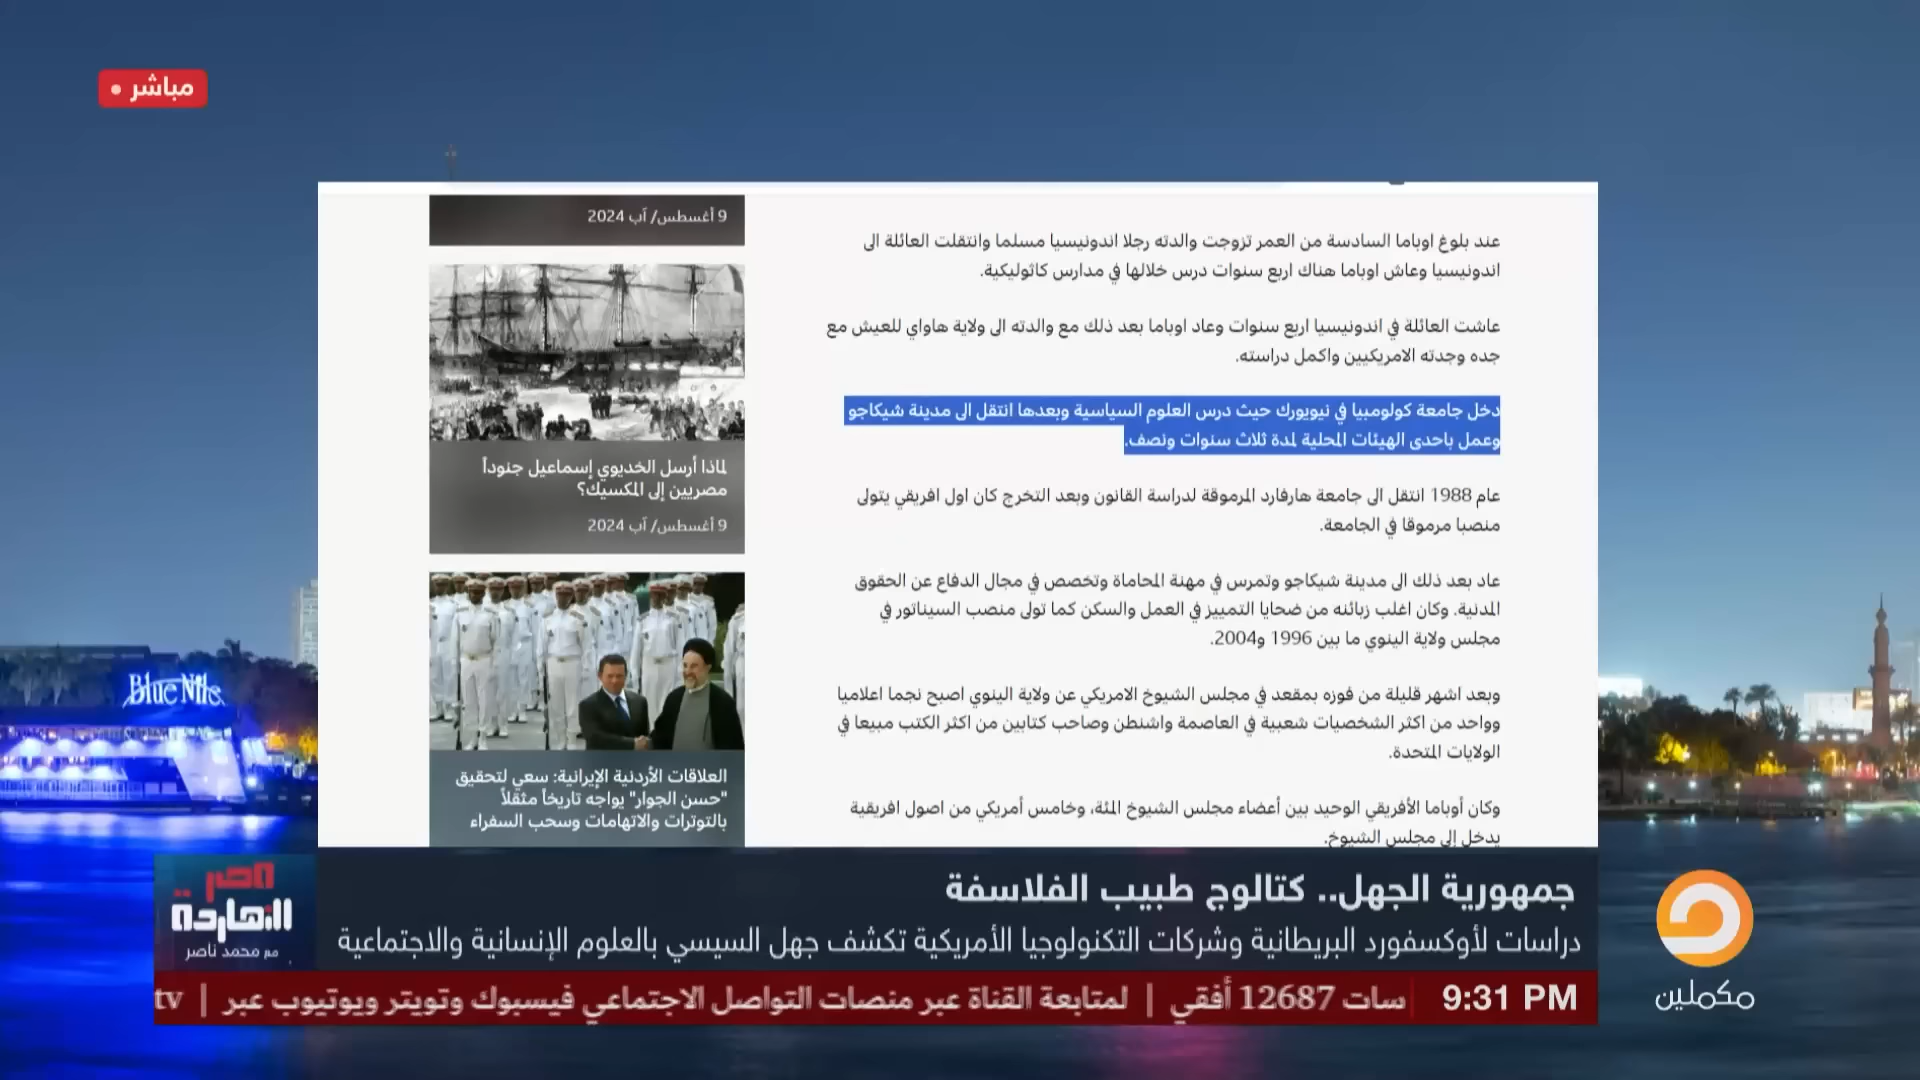 مباشر
9 أغسطس/ آب 2024
لماذا أرسل الخديوي إسماعيل جنوداً
مصريين إلى المكسيك؟
9 أغسطس/ آب 2024
العلاقات الأردنية الإيرانية: سعي لتحقيق
"حسن الجوار" يواجه تاريخاً مثقلاً
بالتوترات والاتهامات وسحب السفراء
عند بلوغ اوباما السادسة من العمر تزوجت والدته رجلا اندونيسيا مسلما وانتقلت العائلة الى
اندونيسيا وعاش اوباما هناك اربع سنوات درس خلالها في مدارس كاثوليكية.
عاشت العائلة في اندونيسيا اربع سنوات وعاد اوباما بعد ذلك مع والدته الى ولاية هاواي للعيش مع
جده وجدته الامريكيين واكمل دراسته.
دخل جامعة كولومبيا في نيويورك حيث درس العلوم السياسية وبعدها انتقل الى مدينة شيكاجو
وعمل باحدى الهيئات المحلية لمدة ثلاث سنوات ونصف.
عام 1988 انتقل الى جامعة هارفارد المرموقة لدراسة القانون وبعد التخرج كان اول افريقي يتولى
منصبا مرموقا في الجامعة.
عاد بعد ذلك الى مدينة شيكاجو وتمرس في مهنة المحاماة وتخصص في مجال الدفاع عن الحقوق
المدنية. وكان اغلب زبائنه من ضحايا التمييز في العمل والسكن كما تولى منصب السيناتور في
مجلس ولاية الينوي ما بين 1996 و2004.
وبعد اشهر قليلة من فوزه بمقعد في مجلس الشيوخ الامريكي عن ولاية الينوي اصبح نجما اعلاميا
وواحد من اكثر الشخصيات شعبية في العاصمة واشنطن وصاحب كتابين من اكثر الكتب مبيعا في
الولايات المتحدة.
وكان أوباما الأفريقي الوحيد بين أعضاء مجلس الشيوخ المئة، وخامس أمريكي من اصول افريقية
يدخل إلى مجلس الشيوخ.
Blue Nile
مصر
النهاردة
مع محمد ناصر
جمهورية الجهل.. كتالوج طبيب الفلاسفة
دراسات لأوكسفورد البريطانية وشركات التكنولوجيا الأمريكية تكشف جهل السيسي بالعلوم الإنسانية والاجتماعية
9:31 PM
سات 12687 أفقي | لمتابعة القناة عبر منصات التواصل الاجتماعي فيسبوك وتويتر ويوتيوب عبر | tv
مكملين